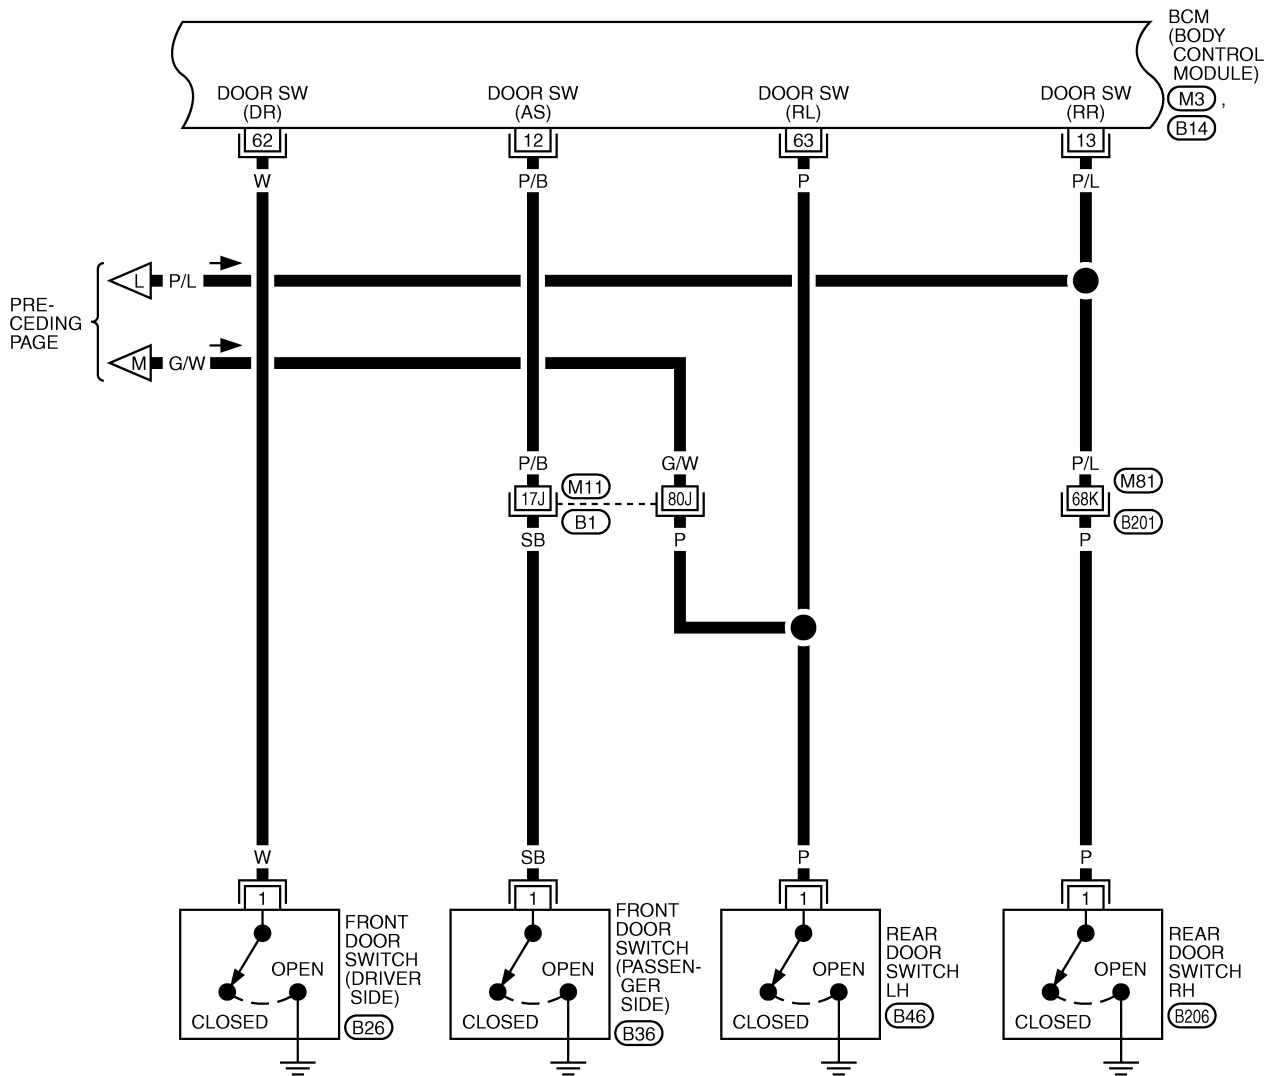 BCM
(BODY
CONTROL
MODULE)
M3 ,
B14
DOOR SW
(DR)
DOOR SW
(AS)
DOOR SW
(RL)
DOOR SW
(RR)
62
12
63
13
W
P/B
P
P/L
PRE-
CEDING
PAGE
L
P/L
M
G/W
P/B
G/W
P/L
17J
M11
B1
80J
68K
M81
B201
SB
P
P
W
SB
P
P
1
1
1
1
OPEN
CLOSED
FRONT
DOOR
SWITCH
(DRIVER
SIDE)
B26
OPEN
CLOSED
FRONT
DOOR
SWITCH
(PASSEN-
GER
SIDE)
B36
OPEN
CLOSED
REAR
DOOR
SWITCH
LH
B46
OPEN
CLOSED
REAR
DOOR
SWITCH
RH
B206